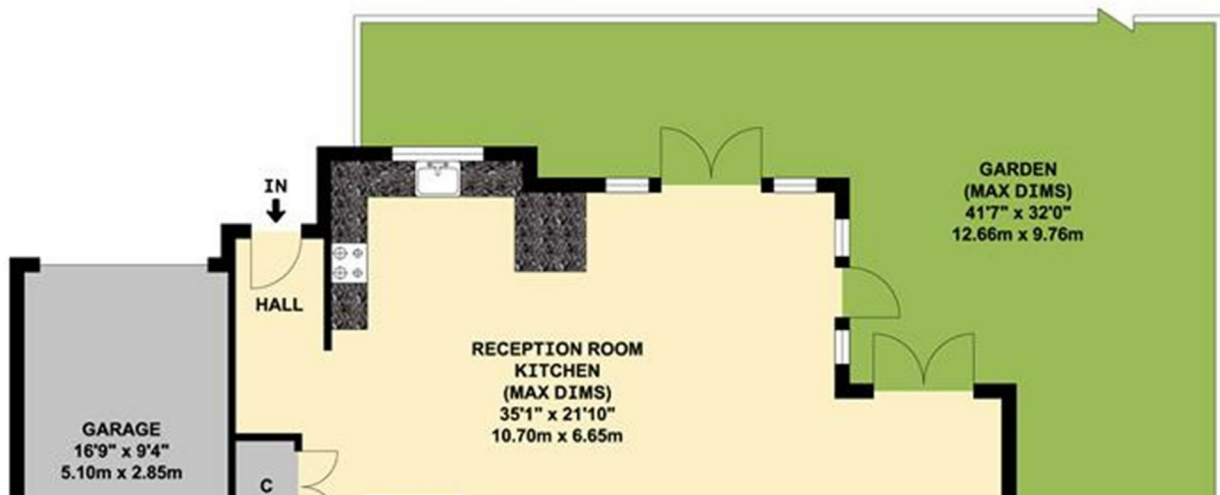 IN
HALL
GARDEN
(MAX DIMS)
41'7" x 32'0"
12.66m x 9.76m
RECEPTION ROOM
KITCHEN
(MAX DIMS)
35'1" x 21'10"
10.70m x 6.65m
GARAGE
16'9" x 9'4"
5.10m x 2.85m
C